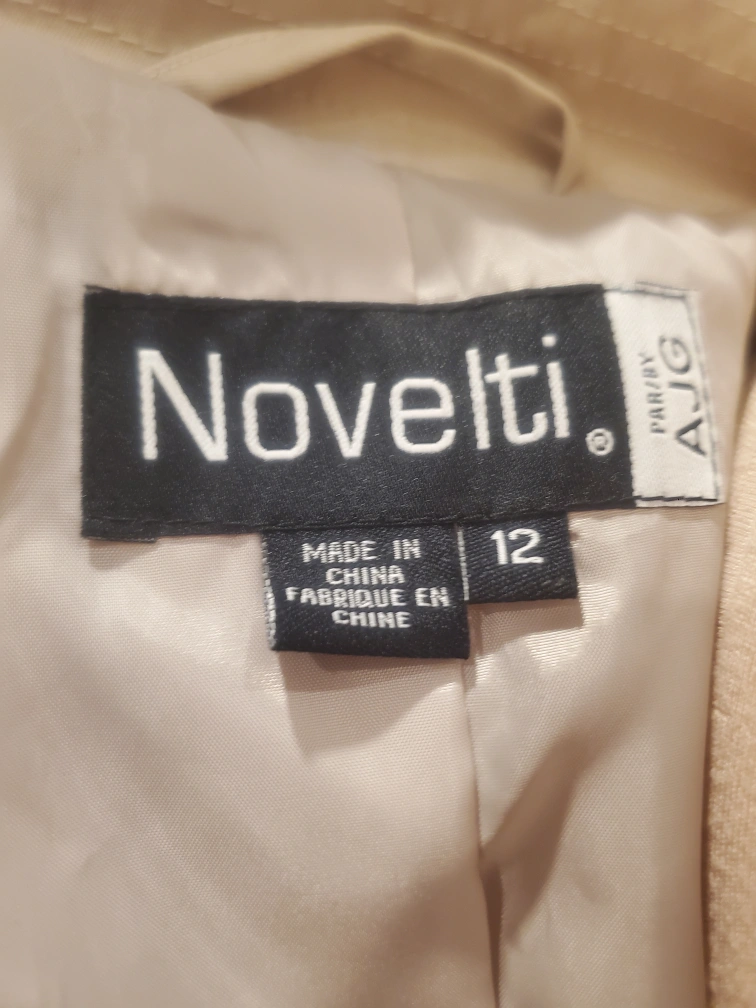 Novelti®
PAR/BY
AJG
MADE IN
CHINA
FABRIQUE EN
CHINE
12